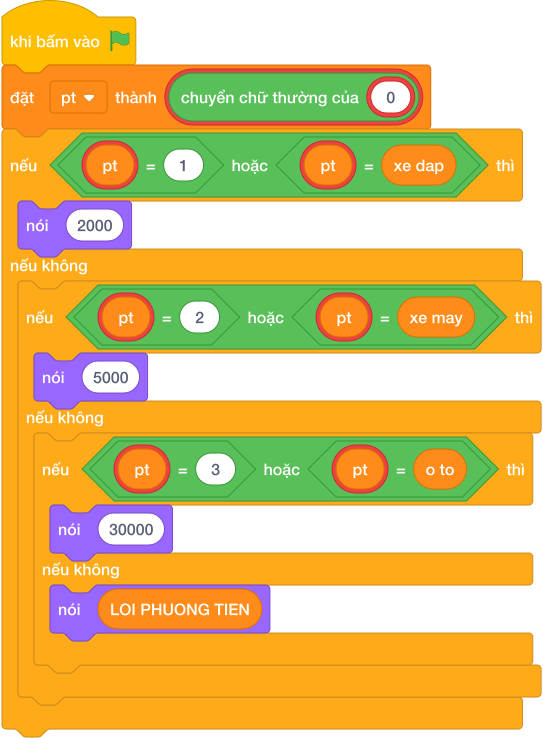 khi bấm vào
đặt pt thành chuyển chữ thường của 0
nếu pt = 1 hoặc pt = xe dap thì
nói 2000
nếu không
nếu pt = 2 hoặc pt = xe may thì
nói 5000
nếu không
nếu pt = 3 hoặc pt = o to thì
nói 30000
nếu không
nói LOI PHUONG TIEN